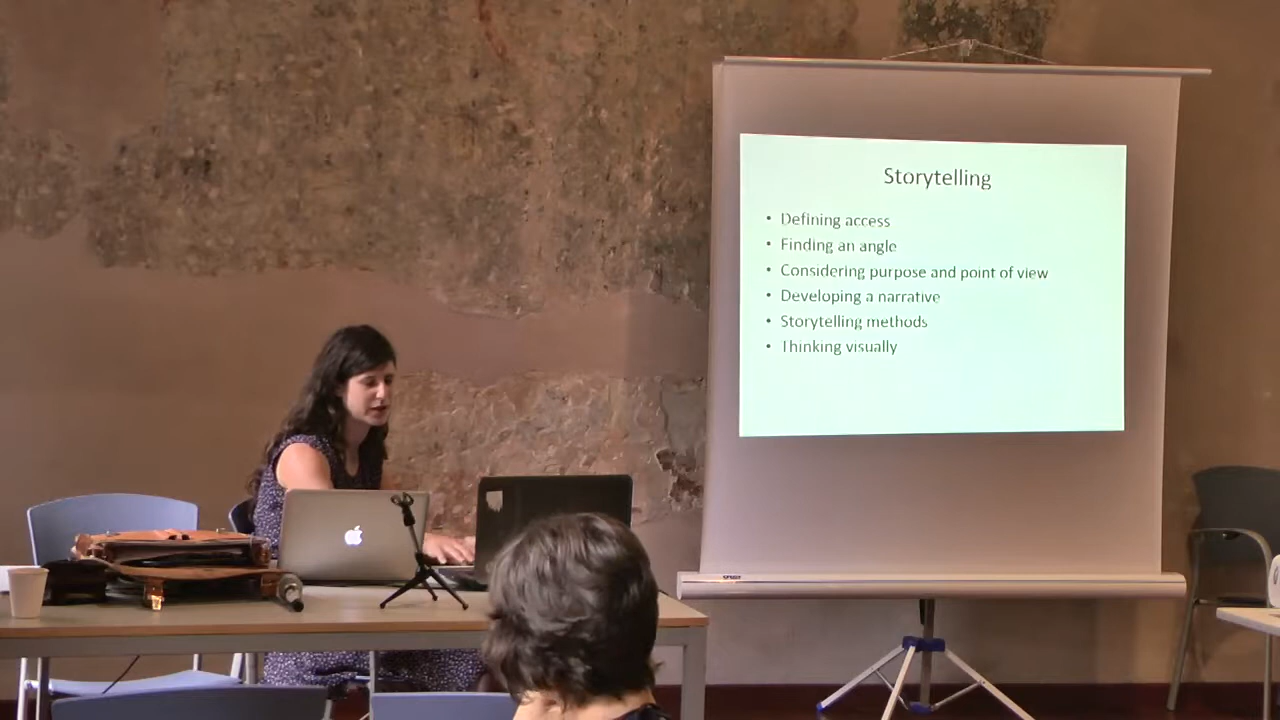 Storytelling
• Defining access
• Finding an angle
• Considering purpose and point of view
• Developing a narrative
• Storytelling methods
• Thinking visually